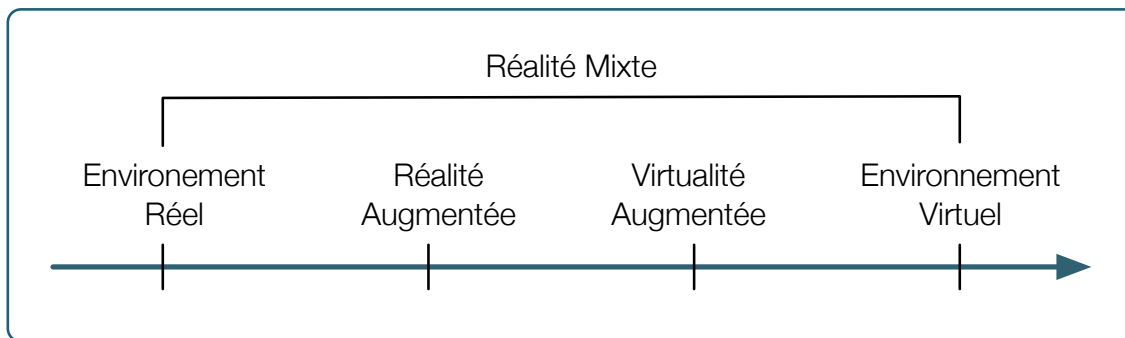 Réalité Mixte
Environement
Réel
Réalité
Augmentée
Virtualité
Augmentée
Environnement
Virtuel